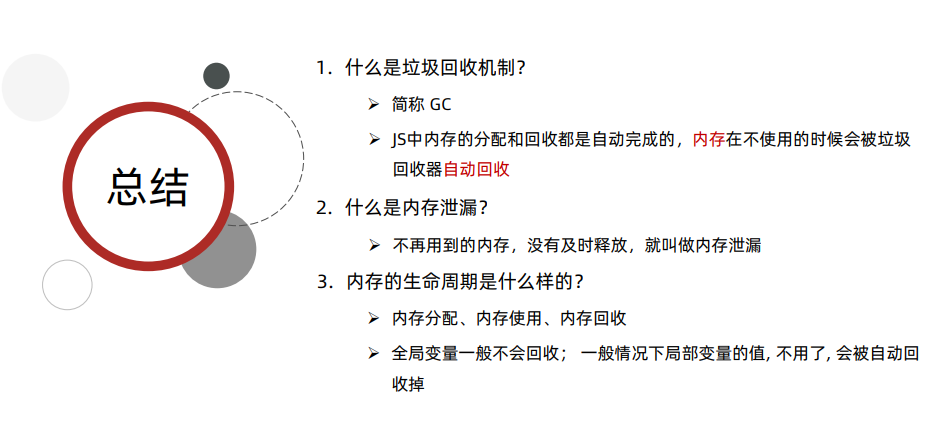 总结
1. 什么是垃圾回收机制？
➢ 简称 GC
➢ JS中内存的分配和回收都是自动完成的，内存在不使用的时候会被垃圾
回收器自动回收
2. 什么是内存泄漏？
➢ 不再用到的内存，没有及时释放，就叫做内存泄漏
3. 内存的生命周期是什么样的？
➢ 内存分配、内存使用、内存回收
➢ 全局变量一般不会回收； 一般情况下局部变量的值, 不用了, 会被自动回
收掉